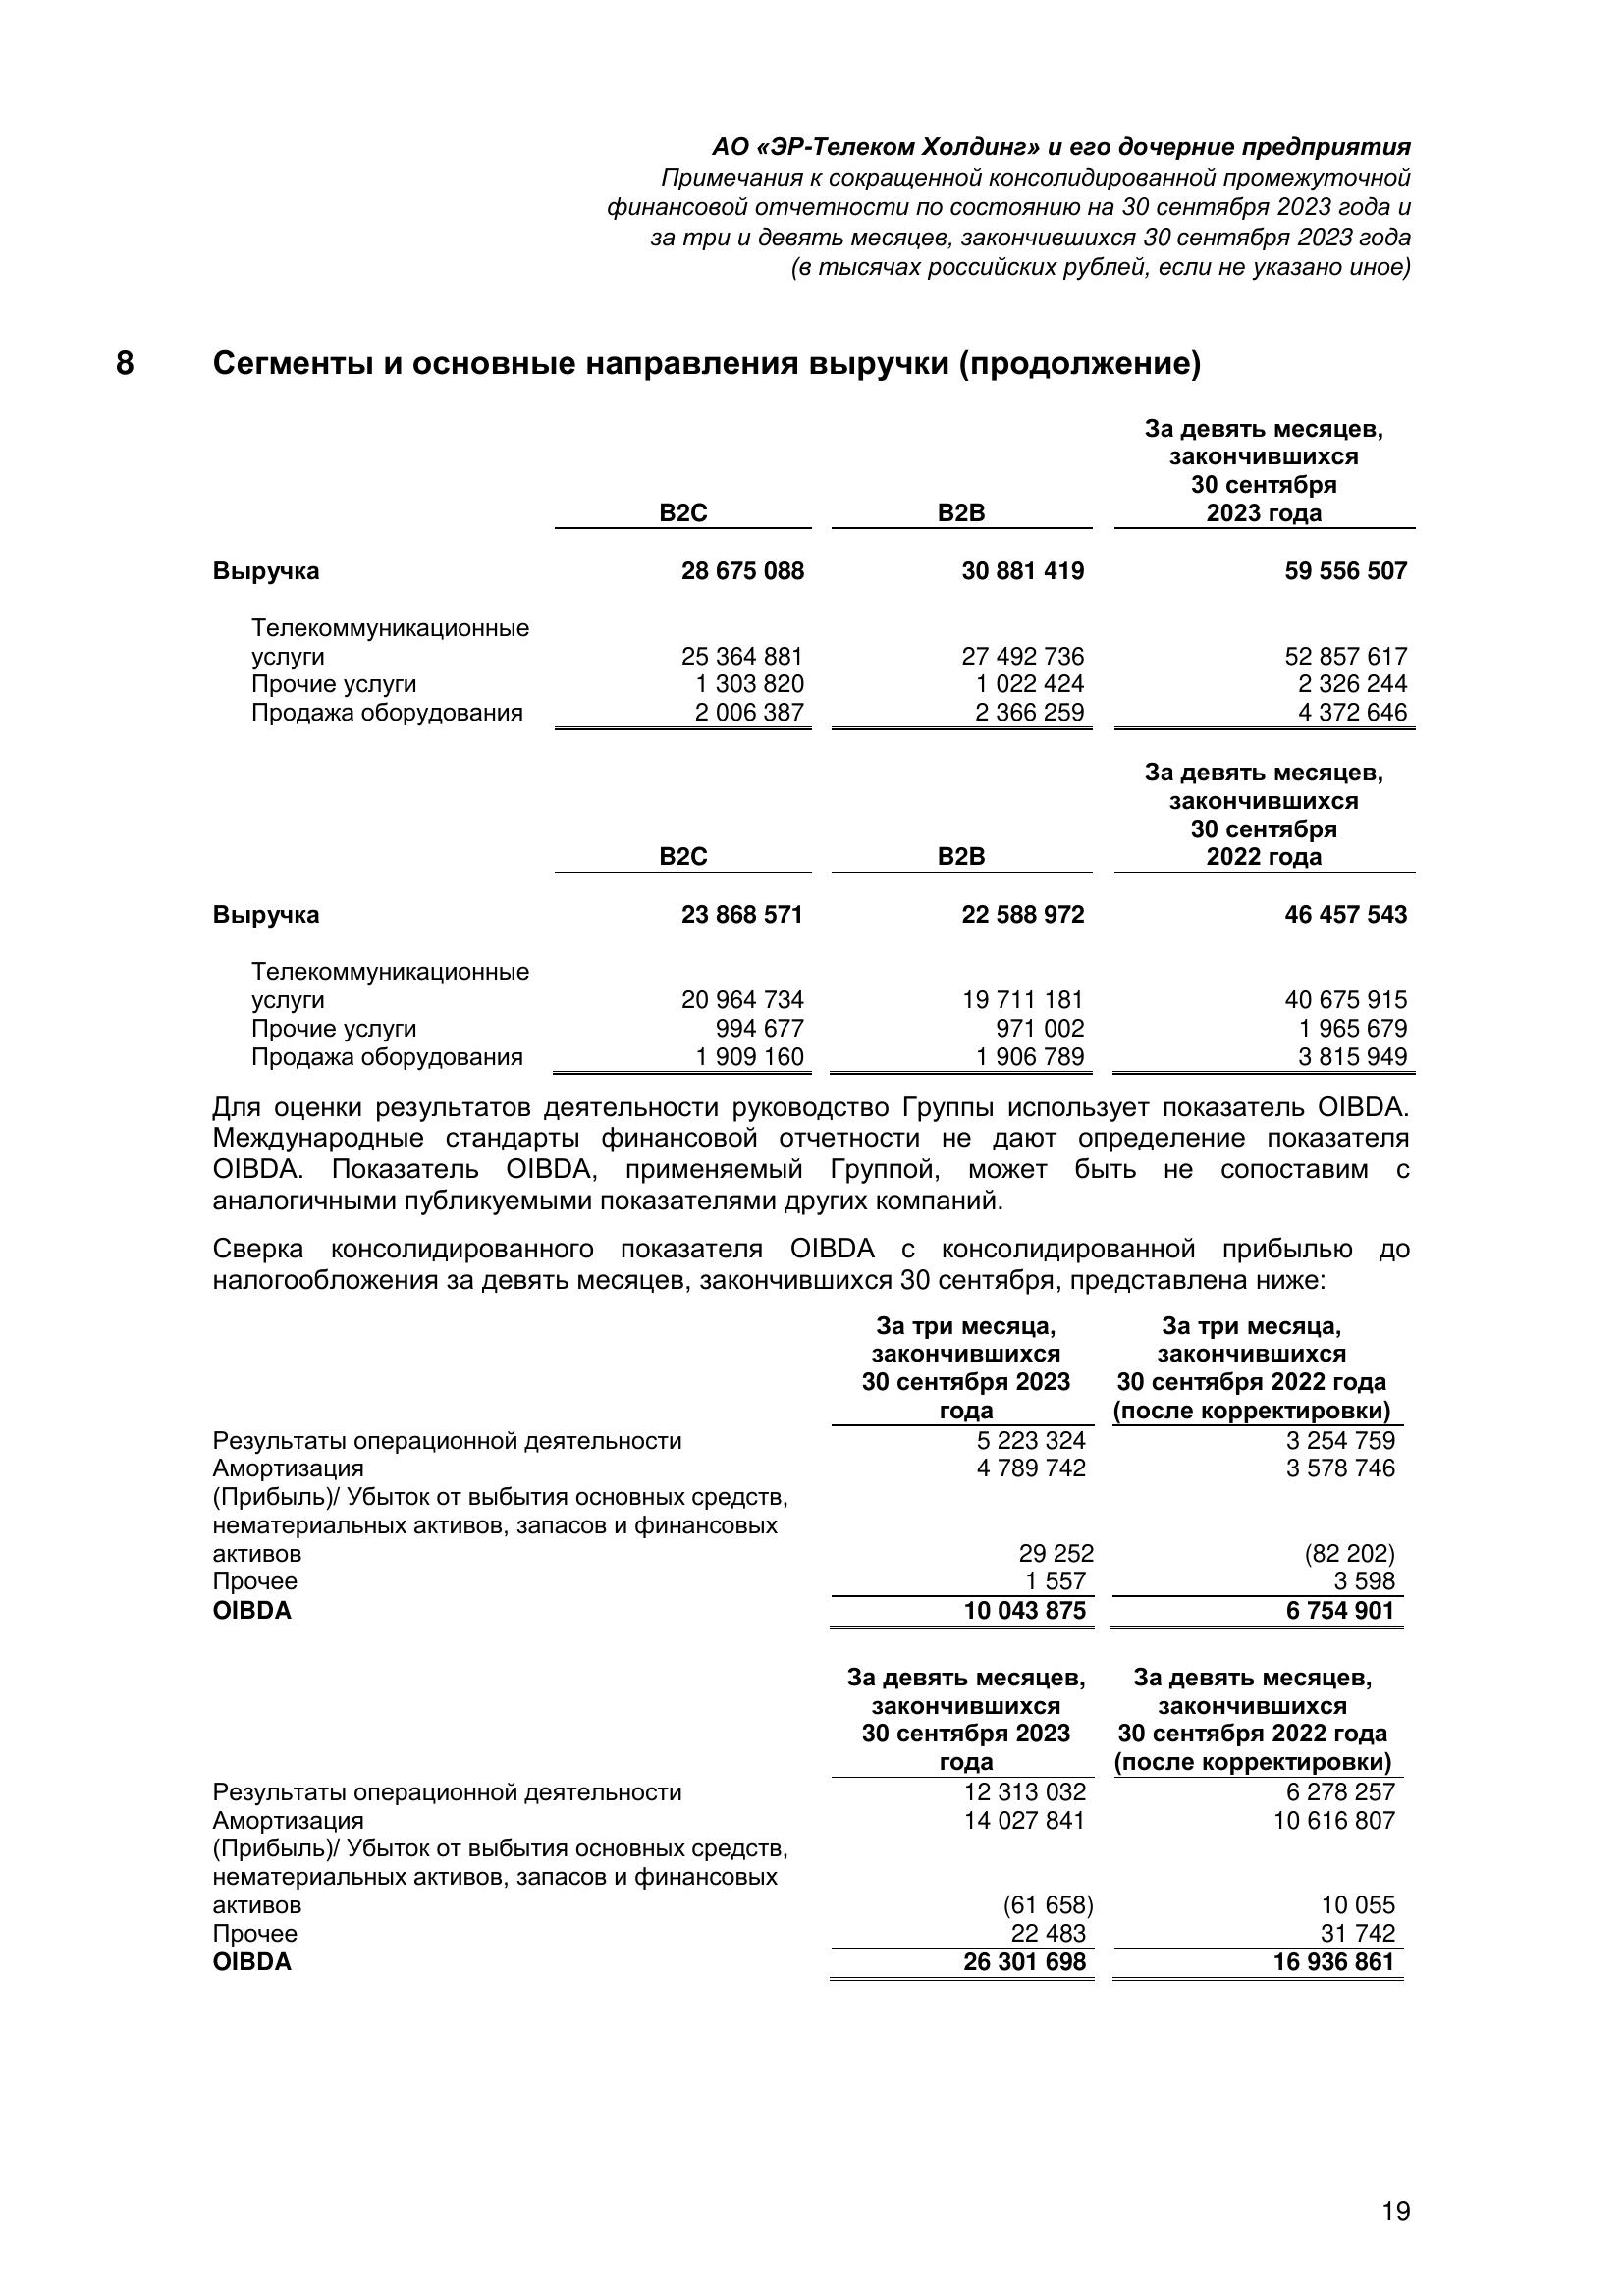 АО «ЭР-Телеком Холдинг» и его дочерние предприятия
Примечания к сокращенной консолидированной промежуточной
финансовой отчетности по состоянию на 30 сентября 2023 года и
за три и девять месяцев, закончившихся 30 сентября 2023 года
(в тысячах российских рублей, если не указано иное)
8 Сегменты и основные направления выручки (продолжение)
За девять месяцев,
закончившихся
30 сентября
B2C B2B 2023 года
Выручка 28 675 088 30 881 419 59 556 507
Телекоммуникационные
услуги 25 364 881 27 492 736 52 857 617
Прочие услуги 1 303 820 1 022 424 2 326 244
Продажа оборудования 2 006 387 2 366 259 4 372 646
За девять месяцев,
закончившихся
30 сентября
B2C B2B 2022 года
Выручка 23 868 571 22 588 972 46 457 543
Телекоммуникационные
услуги 20 964 734 19 711 181 40 675 915
Прочие услуги 994 677 971 002 1 965 679
Продажа оборудования 1 909 160 1 906 789 3 815 949
Для оценки результатов деятельности руководство Группы использует показатель OIBDA.
Международные стандарты финансовой отчетности не дают определение показателя
OIBDA. Показатель OIBDA, применяемый Группой, может быть не сопоставим с
аналогичными публикуемыми показателями других компаний.
Сверка консолидированного показателя OIBDA с консолидированной прибылью до
налогообложения за девять месяцев, закончившихся 30 сентября, представлена ниже:
За три месяца, За три месяца,
закончившихся закончившихся
30 сентября 2023 30 сентября 2022 года
года (после корректировки)
Результаты операционной деятельности 5 223 324 3 254 759
Амортизация 4 789 742 3 578 746
(Прибыль)/ Убыток от выбытия основных средств,
нематериальных активов, запасов и финансовых
активов 29 252 (82 202)
Прочее 1 557 3 598
OIBDA 10 043 875 6 754 901
За девять месяцев, За девять месяцев,
закончившихся закончившихся
30 сентября 2023 30 сентября 2022 года
года (после корректировки)
Результаты операционной деятельности 12 313 032 6 278 257
Амортизация 14 027 841 10 616 807
(Прибыль)/ Убыток от выбытия основных средств,
нематериальных активов, запасов и финансовых
активов (61 658) 10 055
Прочее 22 483 31 742
OIBDA 26 301 698 16 936 861
19